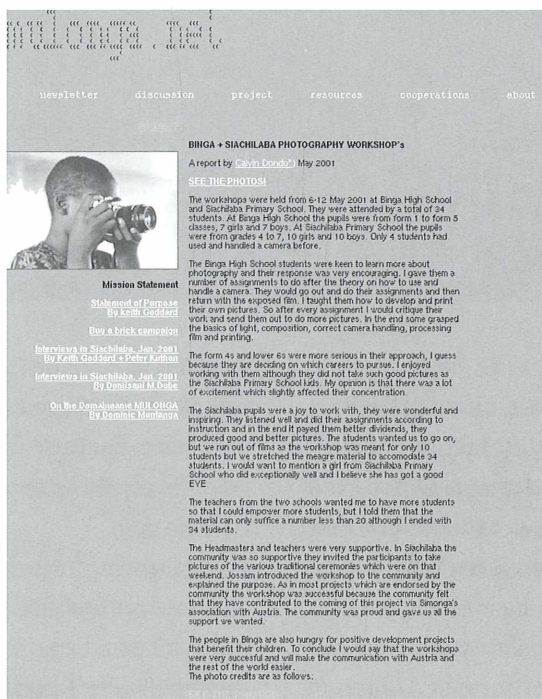 newsletter discussion project resources cooperations about
BINGA + SIACHILABA PHOTOGRAPHY WORKSHOP's
A report by Calvin Dondo*) May 2001
SEE THE PHOTOS!
The workshops were held from 6-12 May 2001 at Binga High School
and Siachilaba Primary School. They were attended by a total of 34
students. At Binga High School the pupils were from form 1 to form 5
classes, 7 girls and 7 boys. At Siachilaba Primary School the pupils
were from grades 4 to 7, 10 girls and 10 boys. Only 4 students had
used and handled a camera before.
The Binga High School students were keen to learn more about
photography and their response was very encouraging. I gave them a
number of assignments to do after the theory on how to use and
handle a camera. They would go out and do their assignments and then
return with the exposed film. I taught them how to develop and print
their own pictures. So after every assignment I would critique their
work and send them out to do more pictures. In the end some grasped
the basics of light, composition, correct camera handling, processing
film and printing.
The form 4s and lower 6s were more serious in their approach, I guess
because they are deciding on which careers to pursue. I enjoyed
working with them although they did not take such good pictures as
the Siachilaba Primary School kids. My opinion is that there was a lot
of excitement which slightly affected their concentration.
The Siachilaba pupils were a joy to work with, they were wonderful and
inspiring. They listened well and did their assignments according to
instruction and in the end it payed them better dividends, they
produced good and better pictures. The students wanted us to go on,
but we run out of films as the workshop was meant for only 10
students but we stretched the meagre material to accomodate 34
students. I would want to mention a girl from Siachilaba Primary
School who did exceptionally well and I believe she has got a good
EYE
The teachers from the two schools wanted me to have more students
so that I could empower more students, but I told them that the
material can only suffice a number less than 20 although I ended with
34 students.
The Headmasters and teachers were very supportive. In Siachilaba the
community was so supportive they invited the participants to take
pictures of the various traditional ceremonies which were on that
weekend. Jossam introduced the workshop to the community and
explained the purpose. As in most projects which are endorsed by the
community the workshop was successful because the community felt
that they have contributed to the coming of this project via Simonga's
association with Austria. The community was proud and gave us all the
support we wanted.
The people in Binga are also hungry for positive development projects
that benefit their children. To conclude I would say that the workshops
were very succesful and will make the communication with Austria and
the rest of the world easier.
The photo credits are as follows:
SEE THE PHOTOS!
Mission Statement
Statement of Purpose
By Keith Goddard
Buy a brick campaign
Interviews in Siachilaba, Jan. 2001
By Keith Goddard + Peter Kuthan
Interviews in Siachilaba, Jan. 2001
By Dumisani M Dube
On the Domainname MULONGA
By Dominic Muntanga